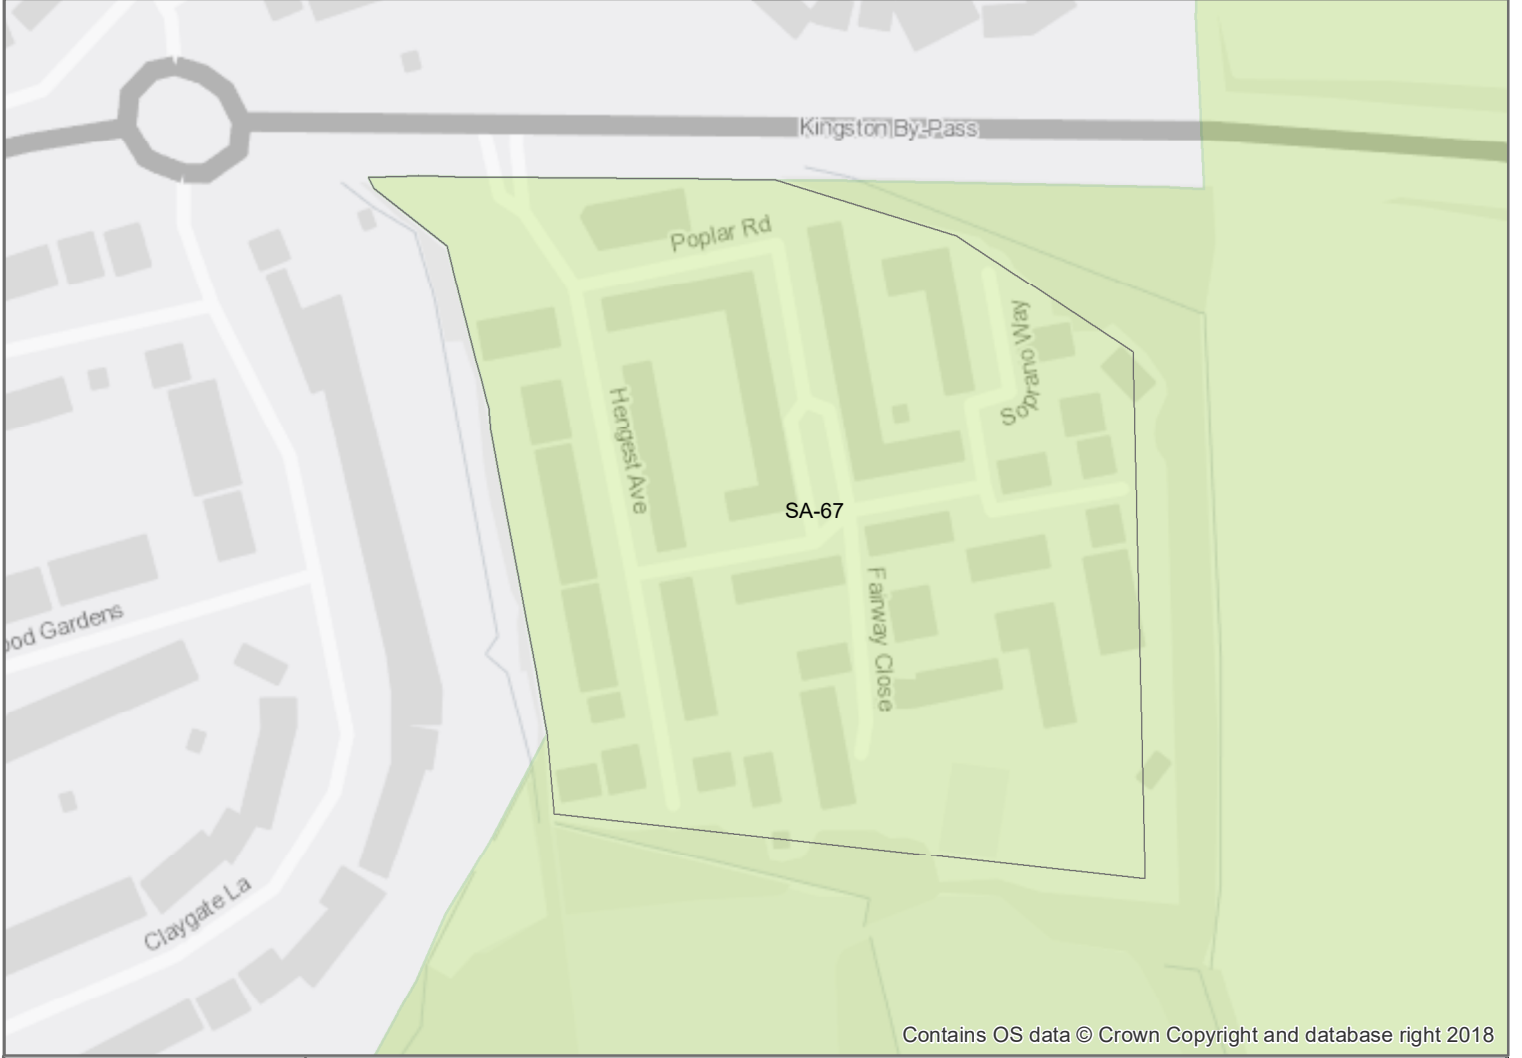 Kingston By-Pass
Poplar Rd
Soprano Way
Hengest Ave
SA-67
Fairway Close
ood Gardens
Claygate La
Contains OS data © Crown Copyright and database right 2018